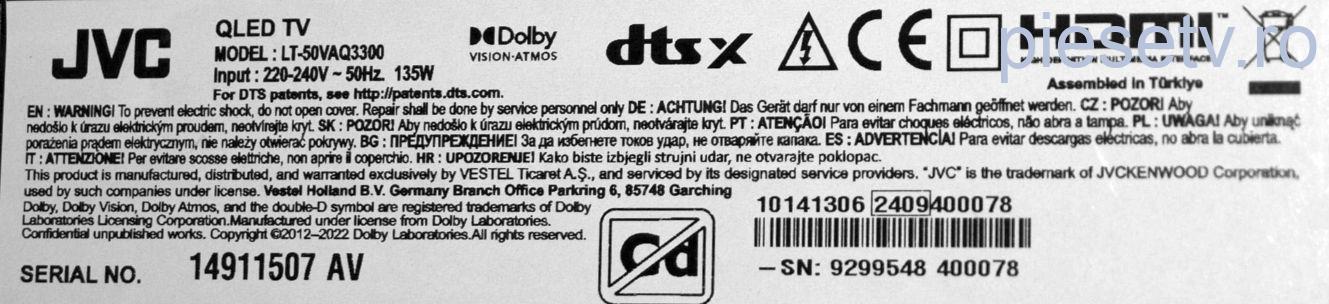 JVC
QLED TV
MODEL : LT-50VAQ3300
Input : 220-240V ~ 50Hz. 135W
For DTS patents, see http://patents.dts.com.
Dolby
VISION·ATMOS
dts x
CE
HDMI™
HIGH-DEFINITION MULTIMEDIA INTERFACE
piesetv.ro
Assembled in Türkiye
EN : WARNING! To prevent electric shock, do not open cover. Repair shall be done by service personnel only DE : ACHTUNG! Das Gerät darf nur von einem Fachmann geöffnet werden. CZ : POZOR! Aby
nedošlo k úrazu elektrickým proudem, neotvírejte kryt. SK : POZOR! Aby nedošlo k úrazu elektrickým prúdom, neotvárajte kryt. PT : ATENÇÃO! Para evitar choques eléctricos, não abra a tampa. PL : UWAGA! Aby uniknąć
porażenia prądem elektrycznym, nie należy otwierać pokrywy. BG : ПРЕДУПРЕЖДЕНИЕ! За да избегнете токов удар, не отваряйте капака. ES : ADVERTENCIA! Para evitar descargas eléctricas, no abra la cubierta.
IT : ATTENZIONE! Per evitare scosse elettriche, non aprire il coperchio. HR : UPOZORENJE! Kako biste izbjegli strujni udar, ne otvarajte poklopac.
This product is manufactured, distributed, and warranted exclusively by VESTEL Ticaret A.Ş., and serviced by its designated service providers. "JVC" is the trademark of JVCKENWOOD Corporation,
used by such companies under license. Vestel Holland B.V. Germany Branch Office Parkring 6, 85748 Garching
Dolby, Dolby Vision, Dolby Atmos, and the double-D symbol are registered trademarks of Dolby
Laboratories Licensing Corporation.Manufactured under license from Dolby Laboratories.
Confidential unpublished works. Copyright ©2012–2022 Dolby Laboratories.All rights reserved.
SERIAL NO. 14911507 AV
Cd
10141306 2409400078
–SN: 9299548 400078